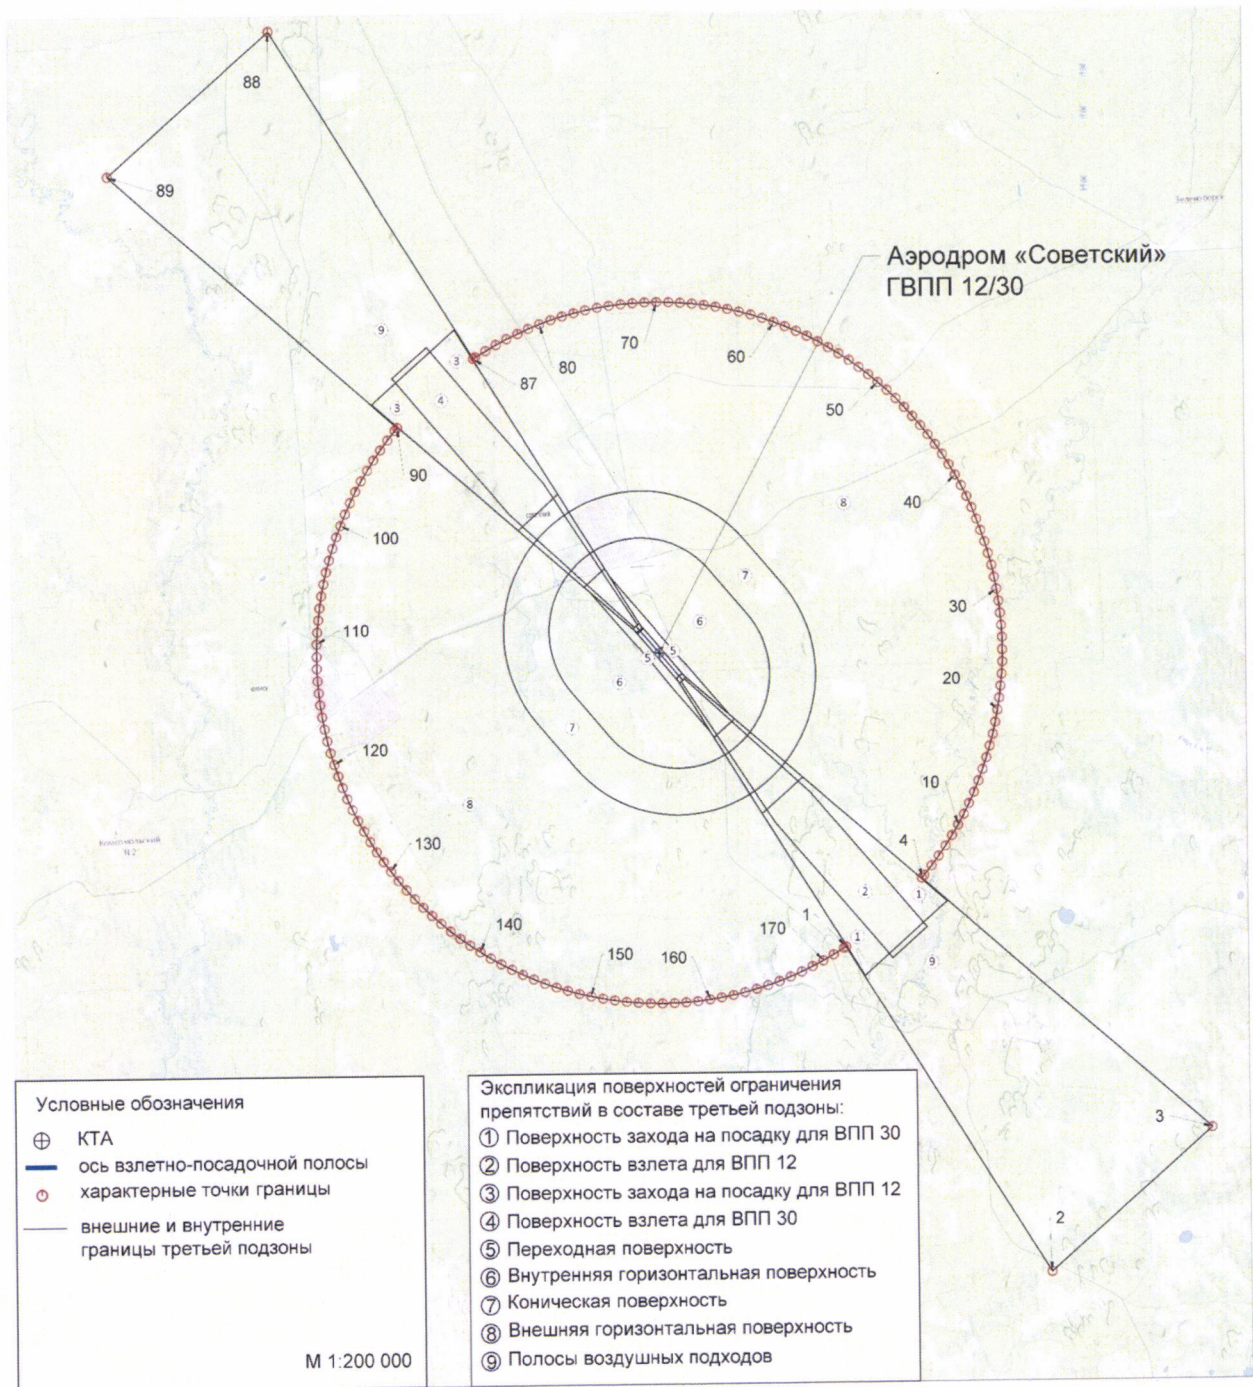 88
89
Зеленоборск
Аэродром «Советский»
ГВПП 12/30
9
70
60
80
3
87
50
4
3
90
40
8
100
7
30
6
110
5
5
20
6
7
120
10
8
4
Комсомольский
N 2
130
2
1
140
1
170
1
150
160
9
3
2
Условные обозначения
КТА
ось взлетно-посадочной полосы
характерные точки границы
внешние и внутренние
границы третьей подзоны
М 1:200 000
Экспликация поверхностей ограничения
препятствий в составе третьей подзоны:
1 Поверхность захода на посадку для ВПП 30
2 Поверхность взлета для ВПП 12
3 Поверхность захода на посадку для ВПП 12
4 Поверхность взлета для ВПП 30
5 Переходная поверхность
6 Внутренняя горизонтальная поверхность
7 Коническая поверхность
8 Внешняя горизонтальная поверхность
9 Полосы воздушных подходов